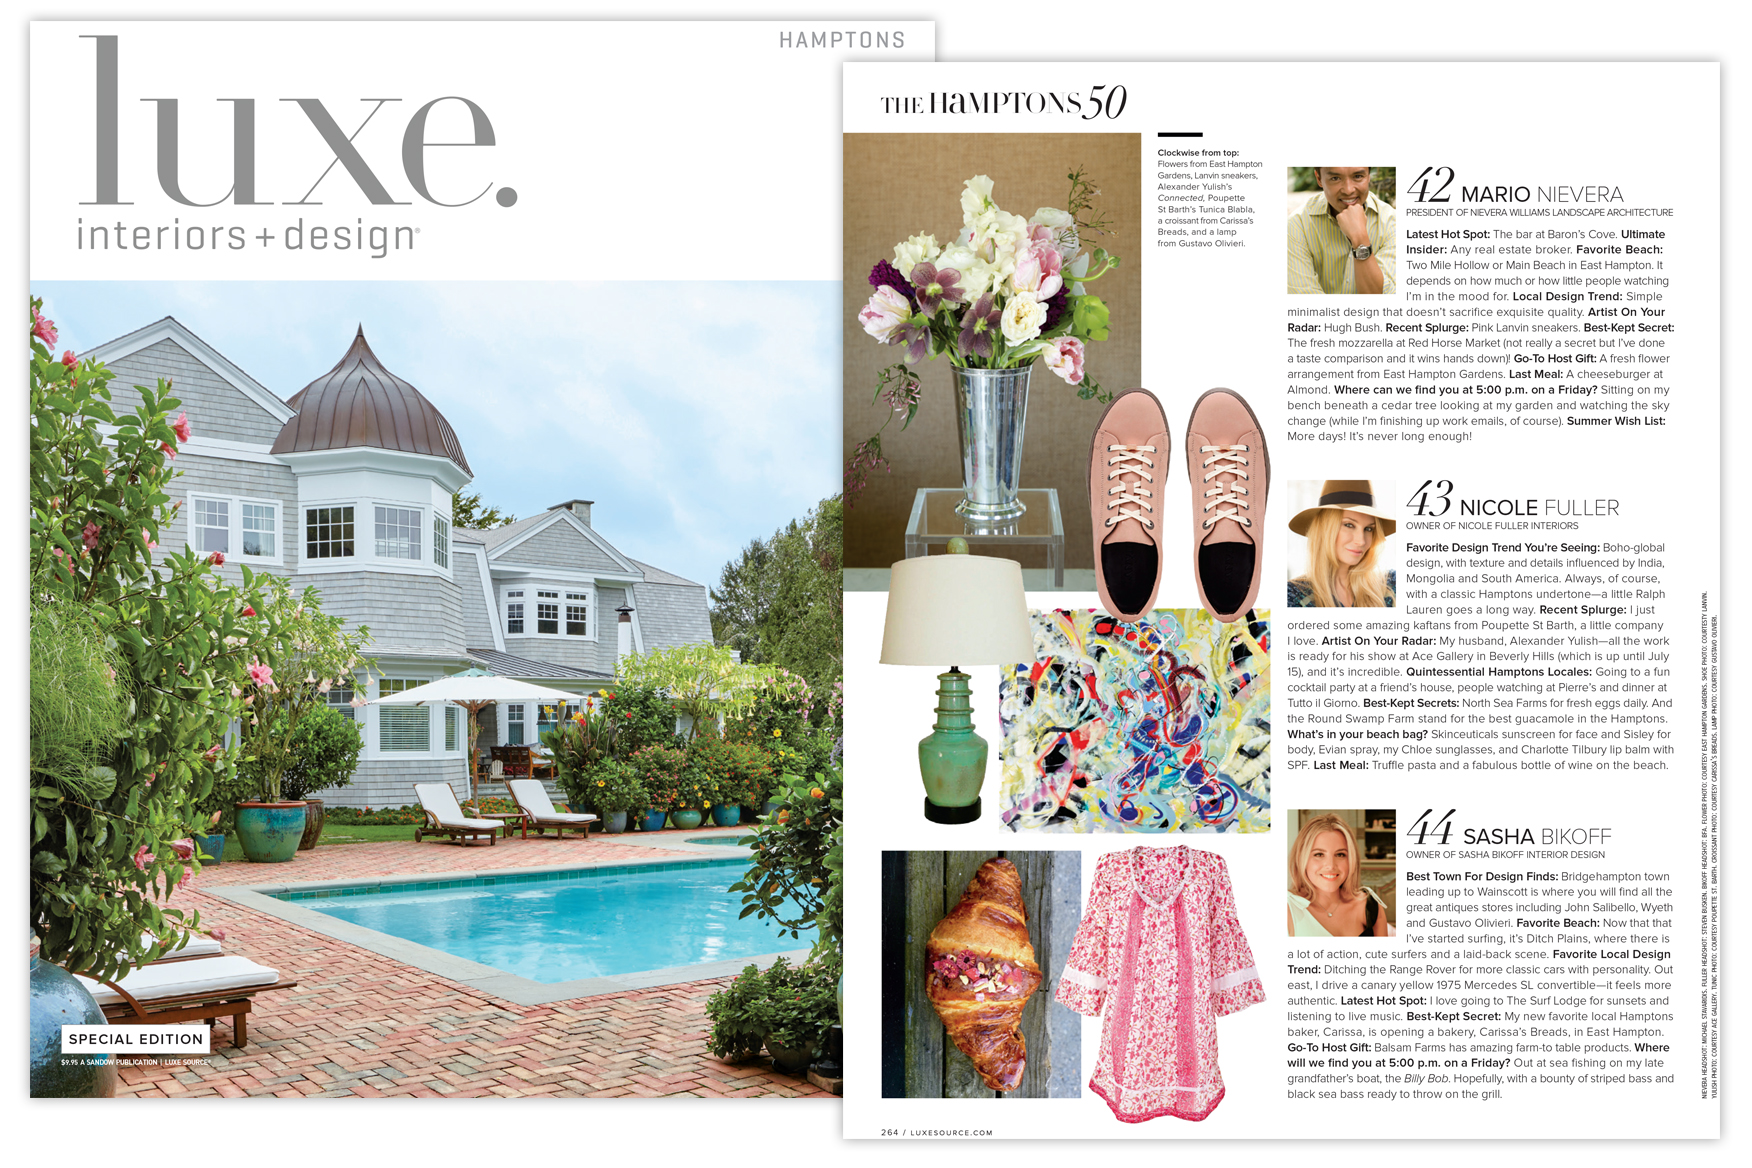 HAMPTONS
luxe.
interiors + design®
SPECIAL EDITION
$9.95 A SANDOW PUBLICATION | LUXE SOURCE®
THE HAMPTONS 50
Clockwise from top:
Flowers from East Hampton
Gardens, Lanvin sneakers,
Alexander Yulish's
Connected, Poupette
St Barth's Tunica Blabla,
a croissant from Carissa's
Breads, and a lamp
from Gustavo Olivieri.
42 MARIO NIEVERA
PRESIDENT OF NIEVERA WILLIAMS LANDSCAPE ARCHITECTURE
Latest Hot Spot: The bar at Baron's Cove. Ultimate
Insider: Any real estate broker. Favorite Beach:
Two Mile Hollow or Main Beach in East Hampton. It
depends on how much or how little people watching
I'm in the mood for. Local Design Trend: Simple
minimalist design that doesn't sacrifice exquisite quality. Artist On Your
Radar: Hugh Bush. Recent Splurge: Pink Lanvin sneakers. Best-Kept Secret:
The fresh mozzarella at Red Horse Market (not really a secret but I've done
a taste comparison and it wins hands down)! Go-To Host Gift: A fresh flower
arrangement from East Hampton Gardens. Last Meal: A cheeseburger at
Almond. Where can we find you at 5:00 p.m. on a Friday? Sitting on my
bench beneath a cedar tree looking at my garden and watching the sky
change (while I'm finishing up work emails, of course). Summer Wish List:
More days! It's never long enough!
43 NICOLE FULLER
OWNER OF NICOLE FULLER INTERIORS
Favorite Design Trend You're Seeing: Boho-global
design, with texture and details influenced by India,
Mongolia and South America. Always, of course,
with a classic Hamptons undertone—a little Ralph
Lauren goes a long way. Recent Splurge: I just
ordered some amazing kaftans from Poupette St Barth, a little company
I love. Artist On Your Radar: My husband, Alexander Yulish—all the work
is ready for his show at Ace Gallery in Beverly Hills (which is up until July
15), and it's incredible. Quintessential Hamptons Locales: Going to a fun
cocktail party at a friend's house, people watching at Pierre's and dinner at
Tutto il Giorno. Best-Kept Secrets: North Sea Farms for fresh eggs daily. And
the Round Swamp Farm stand for the best guacamole in the Hamptons.
What's in your beach bag? Skinceuticals sunscreen for face and Sisley for
body, Evian spray, my Chloe sunglasses, and Charlotte Tilbury lip balm with
SPF. Last Meal: Truffle pasta and a fabulous bottle of wine on the beach.
44 SASHA BIKOFF
OWNER OF SASHA BIKOFF INTERIOR DESIGN
Best Town For Design Finds: Bridgehampton town
leading up to Wainscott is where you will find all the
great antiques stores including John Salibello, Wyeth
and Gustavo Olivieri. Favorite Beach: Now that that
I've started surfing, it's Ditch Plains, where there is
a lot of action, cute surfers and a laid-back scene. Favorite Local Design
Trend: Ditching the Range Rover for more classic cars with personality. Out
east, I drive a canary yellow 1975 Mercedes SL convertible—it feels more
authentic. Latest Hot Spot: I love going to The Surf Lodge for sunsets and
listening to live music. Best-Kept Secret: My new favorite local Hamptons
baker, Carissa, is opening a bakery, Carissa's Breads, in East Hampton.
Go-To Host Gift: Balsam Farms has amazing farm-to table products. Where
will we find you at 5:00 p.m. on a Friday? Out at sea fishing on my late
grandfather's boat, the Billy Bob. Hopefully, with a bounty of striped bass and
black sea bass ready to throw on the grill.
NIEVERA HEADSHOT: MICHAEL STAVARIDIS. FULLER HEADSHOT: STEVEN BUSKEN. BIKOFF HEADSHOT: BFA. FLOWER PHOTO: COURTESY EAST HAMPTON GARDENS. SHOE PHOTO: COURTESTY LANVIN.
YULISH PHOTO: COURTESY ACE GALLERY. TUNIC PHOTO: COURTESY POUPETTE ST. BARTH. CROISSANT PHOTO: COURTESY CARISSA'S BREADS. LAMP PHOTO: COURTESY GUSTAVO OLIVIERI.
264 / LUXESOURCE.COM